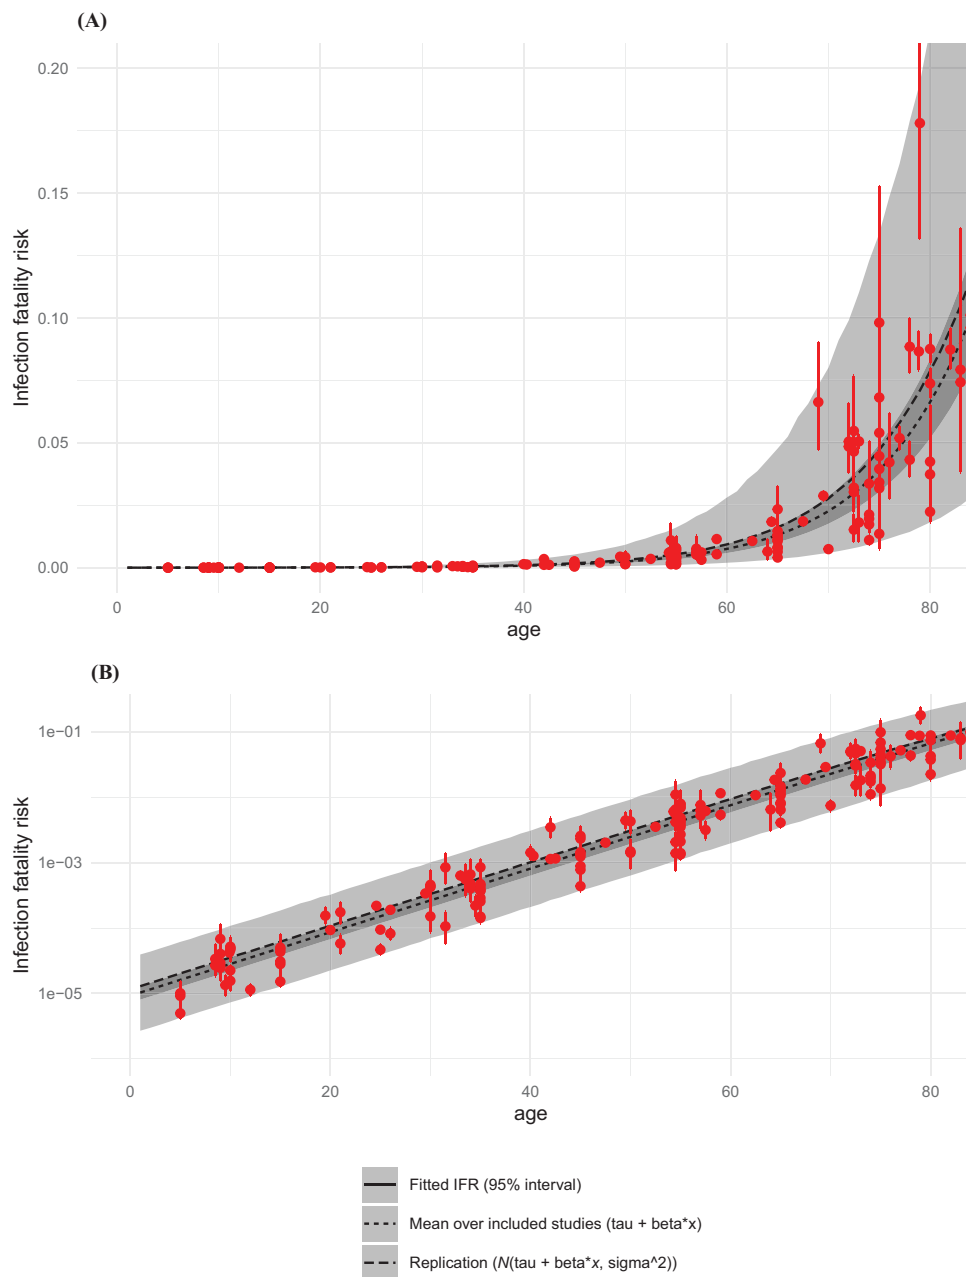 (A)
0.20
0.15
0.10
0.05
0.00
Infection fatality risk
0
20
40
60
80
age
(B)
1e−01
1e−03
1e−05
Infection fatality risk
0
20
40
60
80
age
Fitted IFR (95% interval)
Mean over included studies (tau + beta*x)
Replication (N(tau + beta*x, sigma^2))